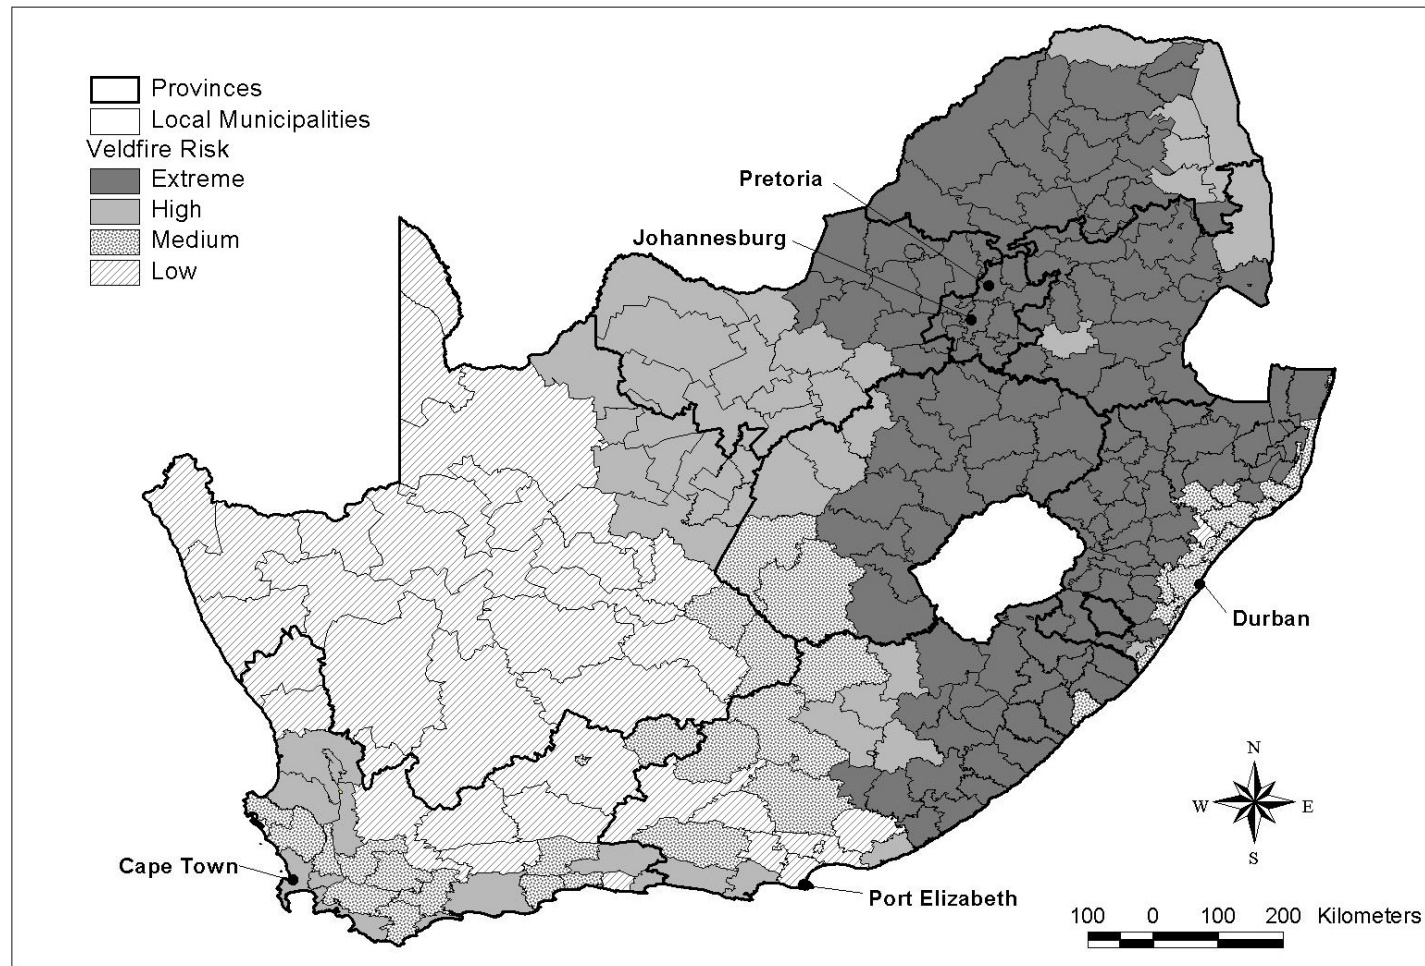 Provinces
Local Municipalities
Veldfire Risk
Extreme
High
Medium
Low
Pretoria
Johannesburg
Durban
Cape Town
Port Elizabeth
N
W E
S
100 0 100 200 Kilometers